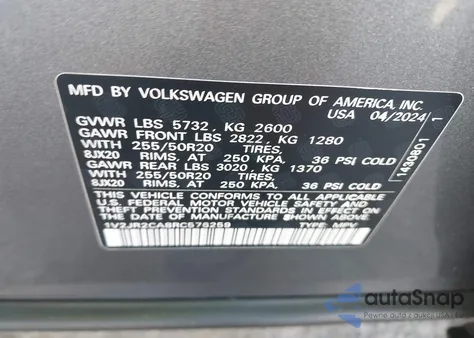 MFD BY VOLKSWAGEN GROUP OF AMERICA, INC
USA 04/2024
GVWR LBS 5732, KG 2600
GAWR FRONT LBS 2822, KG 1280
WITH 255/50R20 TIRES,
8JX20 RIMS, AT 250 KPA, 36 PSI COLD
GAWR REAR LBS 3020, KG 1370
WITH 255/50R20 TIRES,
8JX20 RIMS, AT 250 KPA, 36 PSI COLD
THIS VEHICLE CONFORMS TO ALL APPLICABLE
U.S. FEDERAL MOTOR VEHICLE SAFETY AND
THEFT PREVENTION STANDARDS IN EFFECT
ON THE DATE OF MANUFACTURE SHOWN ABOVE.
TYPE: MPV
1430801
autoSnap